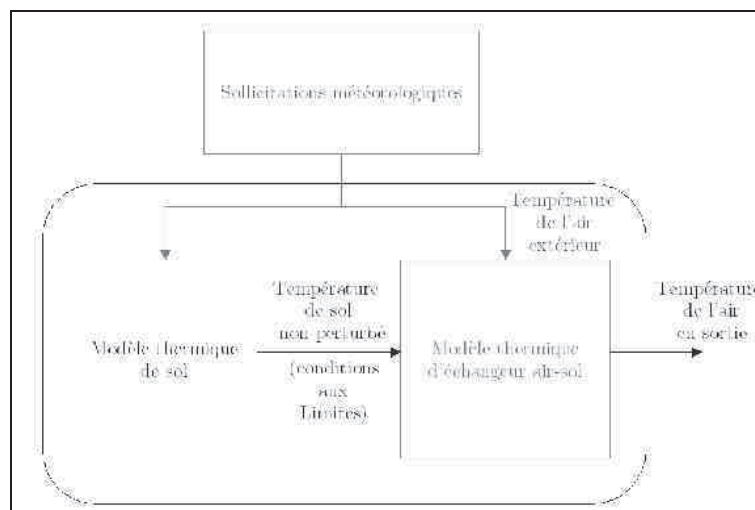 Sollicitations météorologiques
Température
de l'air
extérieur
Température
de sol
non perturbé
(conditions
aux
Limites)
Modèle thermique
de sol
Modèle thermique
d'échangeur air-sol
Température
de l'air
en sortie